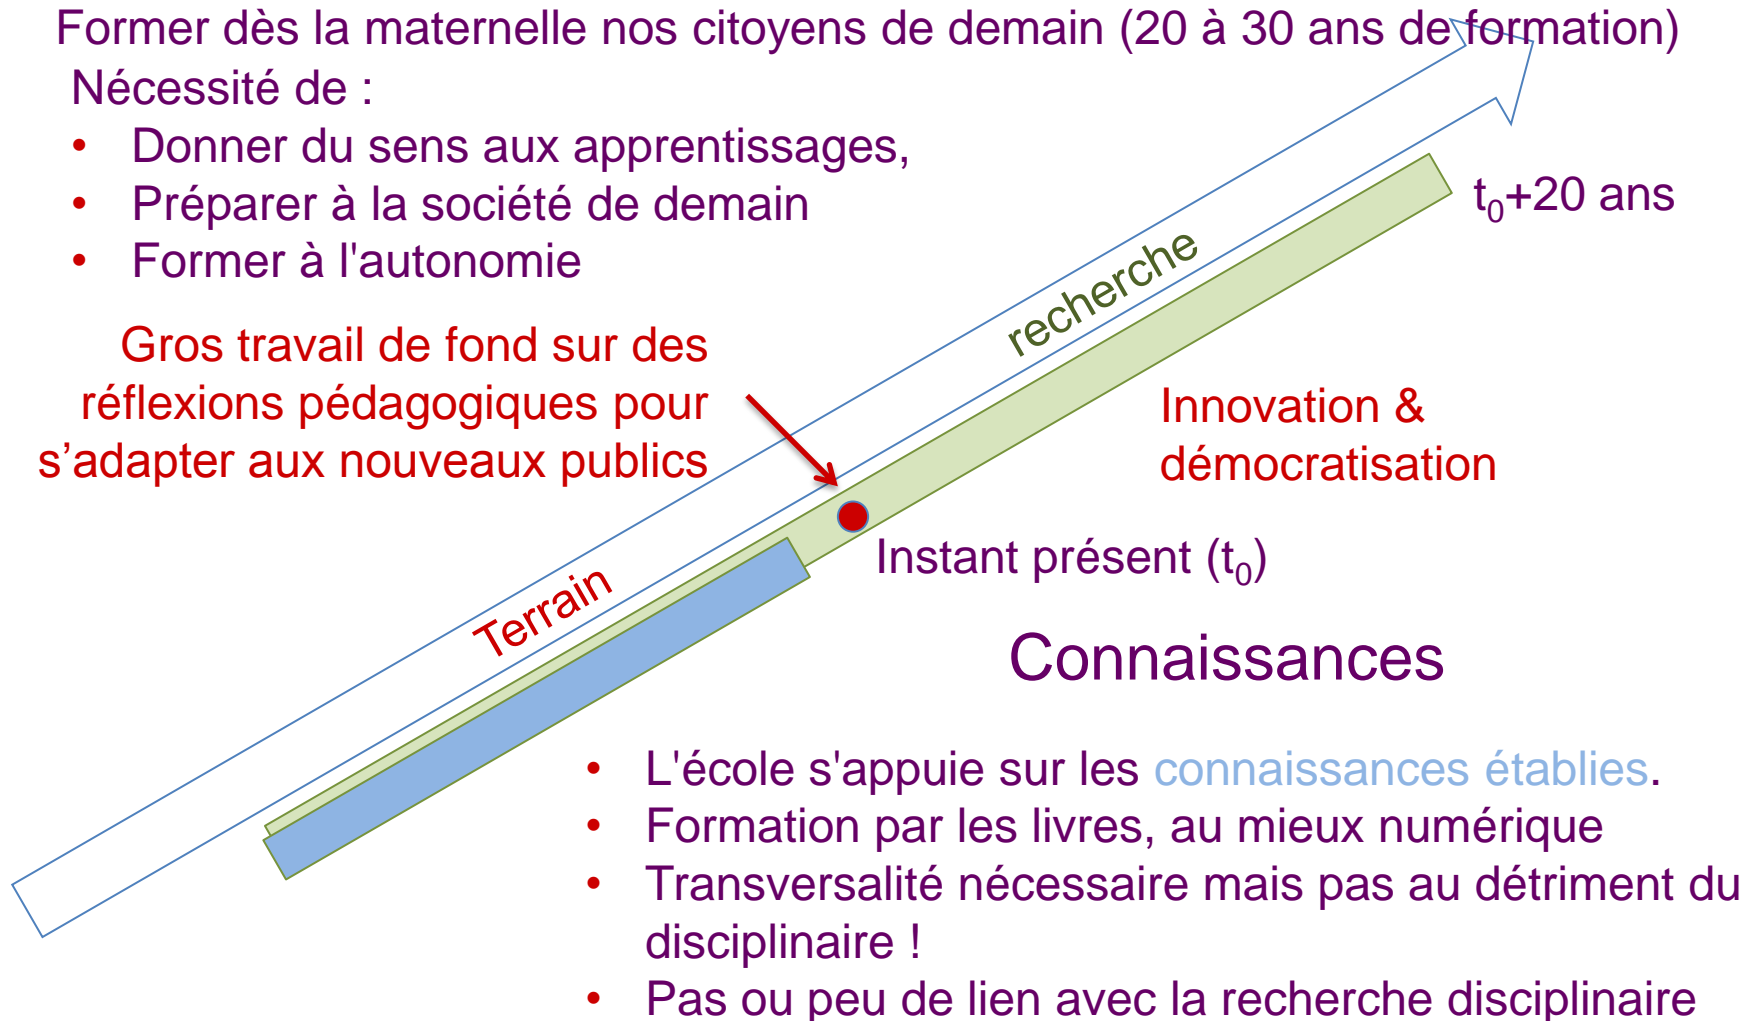 Former dès la maternelle nos citoyens de demain (20 à 30 ans de formation)
Nécessité de :
• Donner du sens aux apprentissages,
• Préparer à la société de demain
• Former à l'autonomie
t₀+20 ans
recherche
Gros travail de fond sur des
réflexions pédagogiques pour
s’adapter aux nouveaux publics
Innovation &
démocratisation
Instant présent (t₀)
Terrain
Connaissances
• L'école s'appuie sur les connaissances établies.
• Formation par les livres, au mieux numérique
• Transversalité nécessaire mais pas au détriment du
disciplinaire !
• Pas ou peu de lien avec la recherche disciplinaire